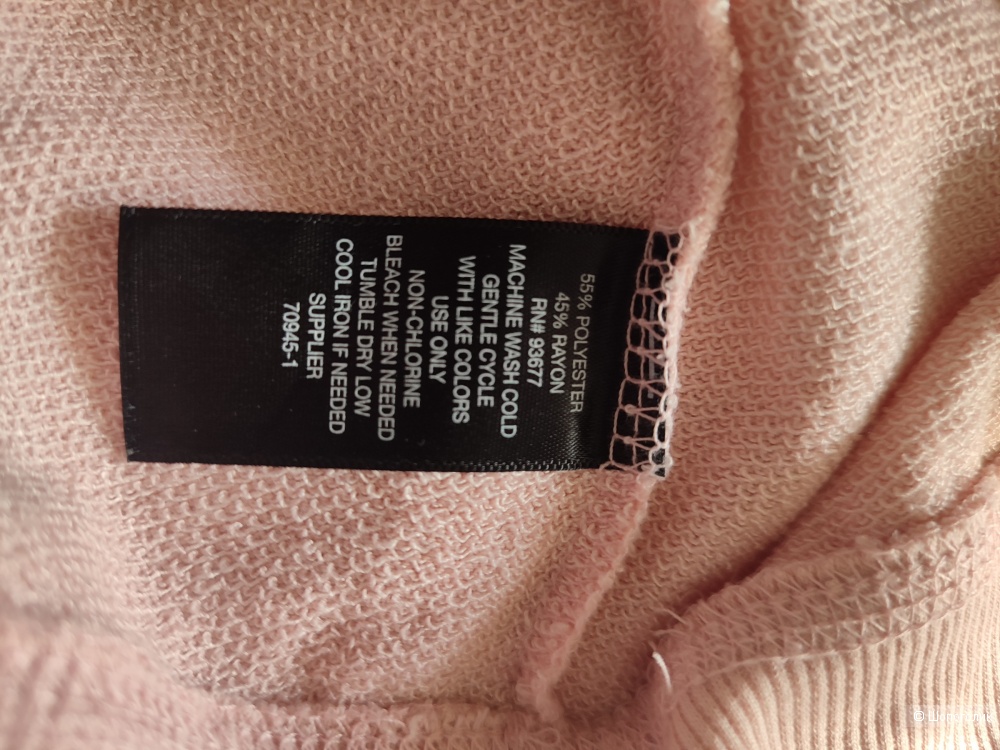 55% POLYESTER
45% RAYON
RN# 93677
MACHINE WASH COLD
GENTLE CYCLE
WITH LIKE COLORS
USE ONLY
NON-CHLORINE
BLEACH WHEN NEEDED
TUMBLE DRY LOW
COOL IRON IF NEEDED
SUPPLIER
70945-1